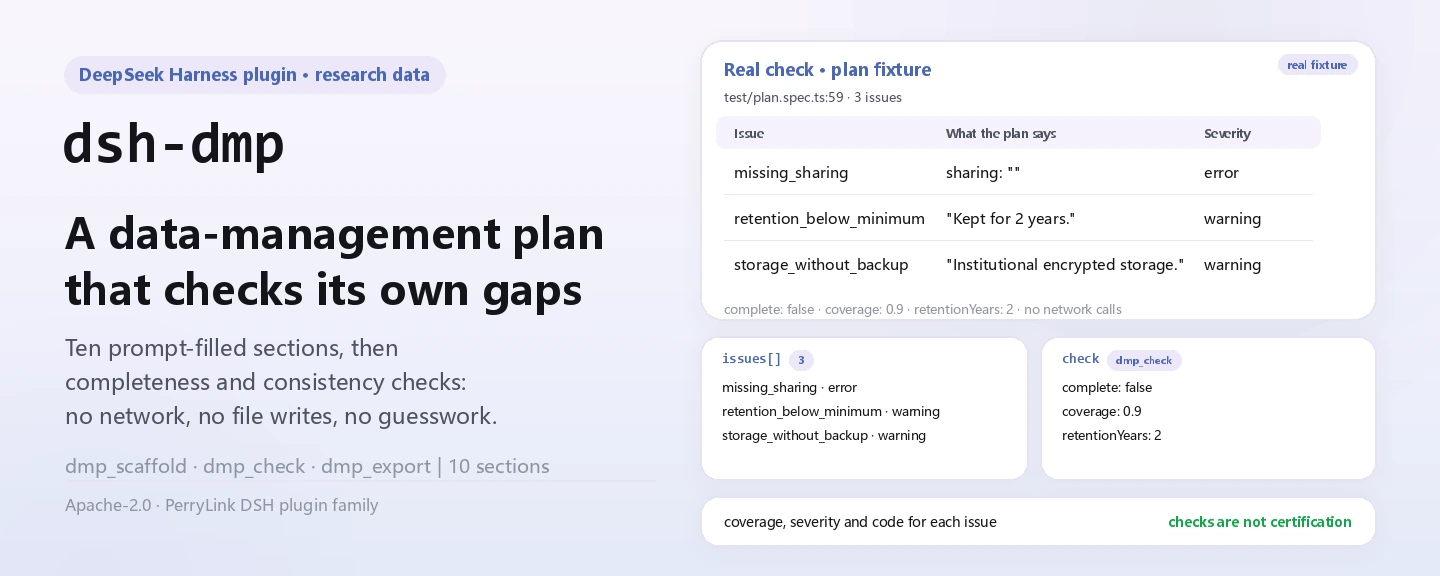 DeepSeek Harness plugin • research data
dsh-dmp
A data-management plan
that checks its own gaps
Ten prompt-filled sections, then
completeness and consistency checks:
no network, no file writes, no guesswork.
dmp_scaffold · dmp_check · dmp_export | 10 sections
Apache-2.0 · PerryLink DSH plugin family
Real check • plan fixture
real fixture
test/plan.spec.ts:59 · 3 issues
Issue What the plan says Severity
missing_sharing sharing: "" error
retention_below_minimum "Kept for 2 years." warning
storage_without_backup "Institutional encrypted storage." warning
complete: false · coverage: 0.9 · retentionYears: 2 · no network calls
issues[] 3
missing_sharing · error
retention_below_minimum · warning
storage_without_backup · warning
check dmp_check
complete: false
coverage: 0.9
retentionYears: 2
coverage, severity and code for each issue
checks are not certification